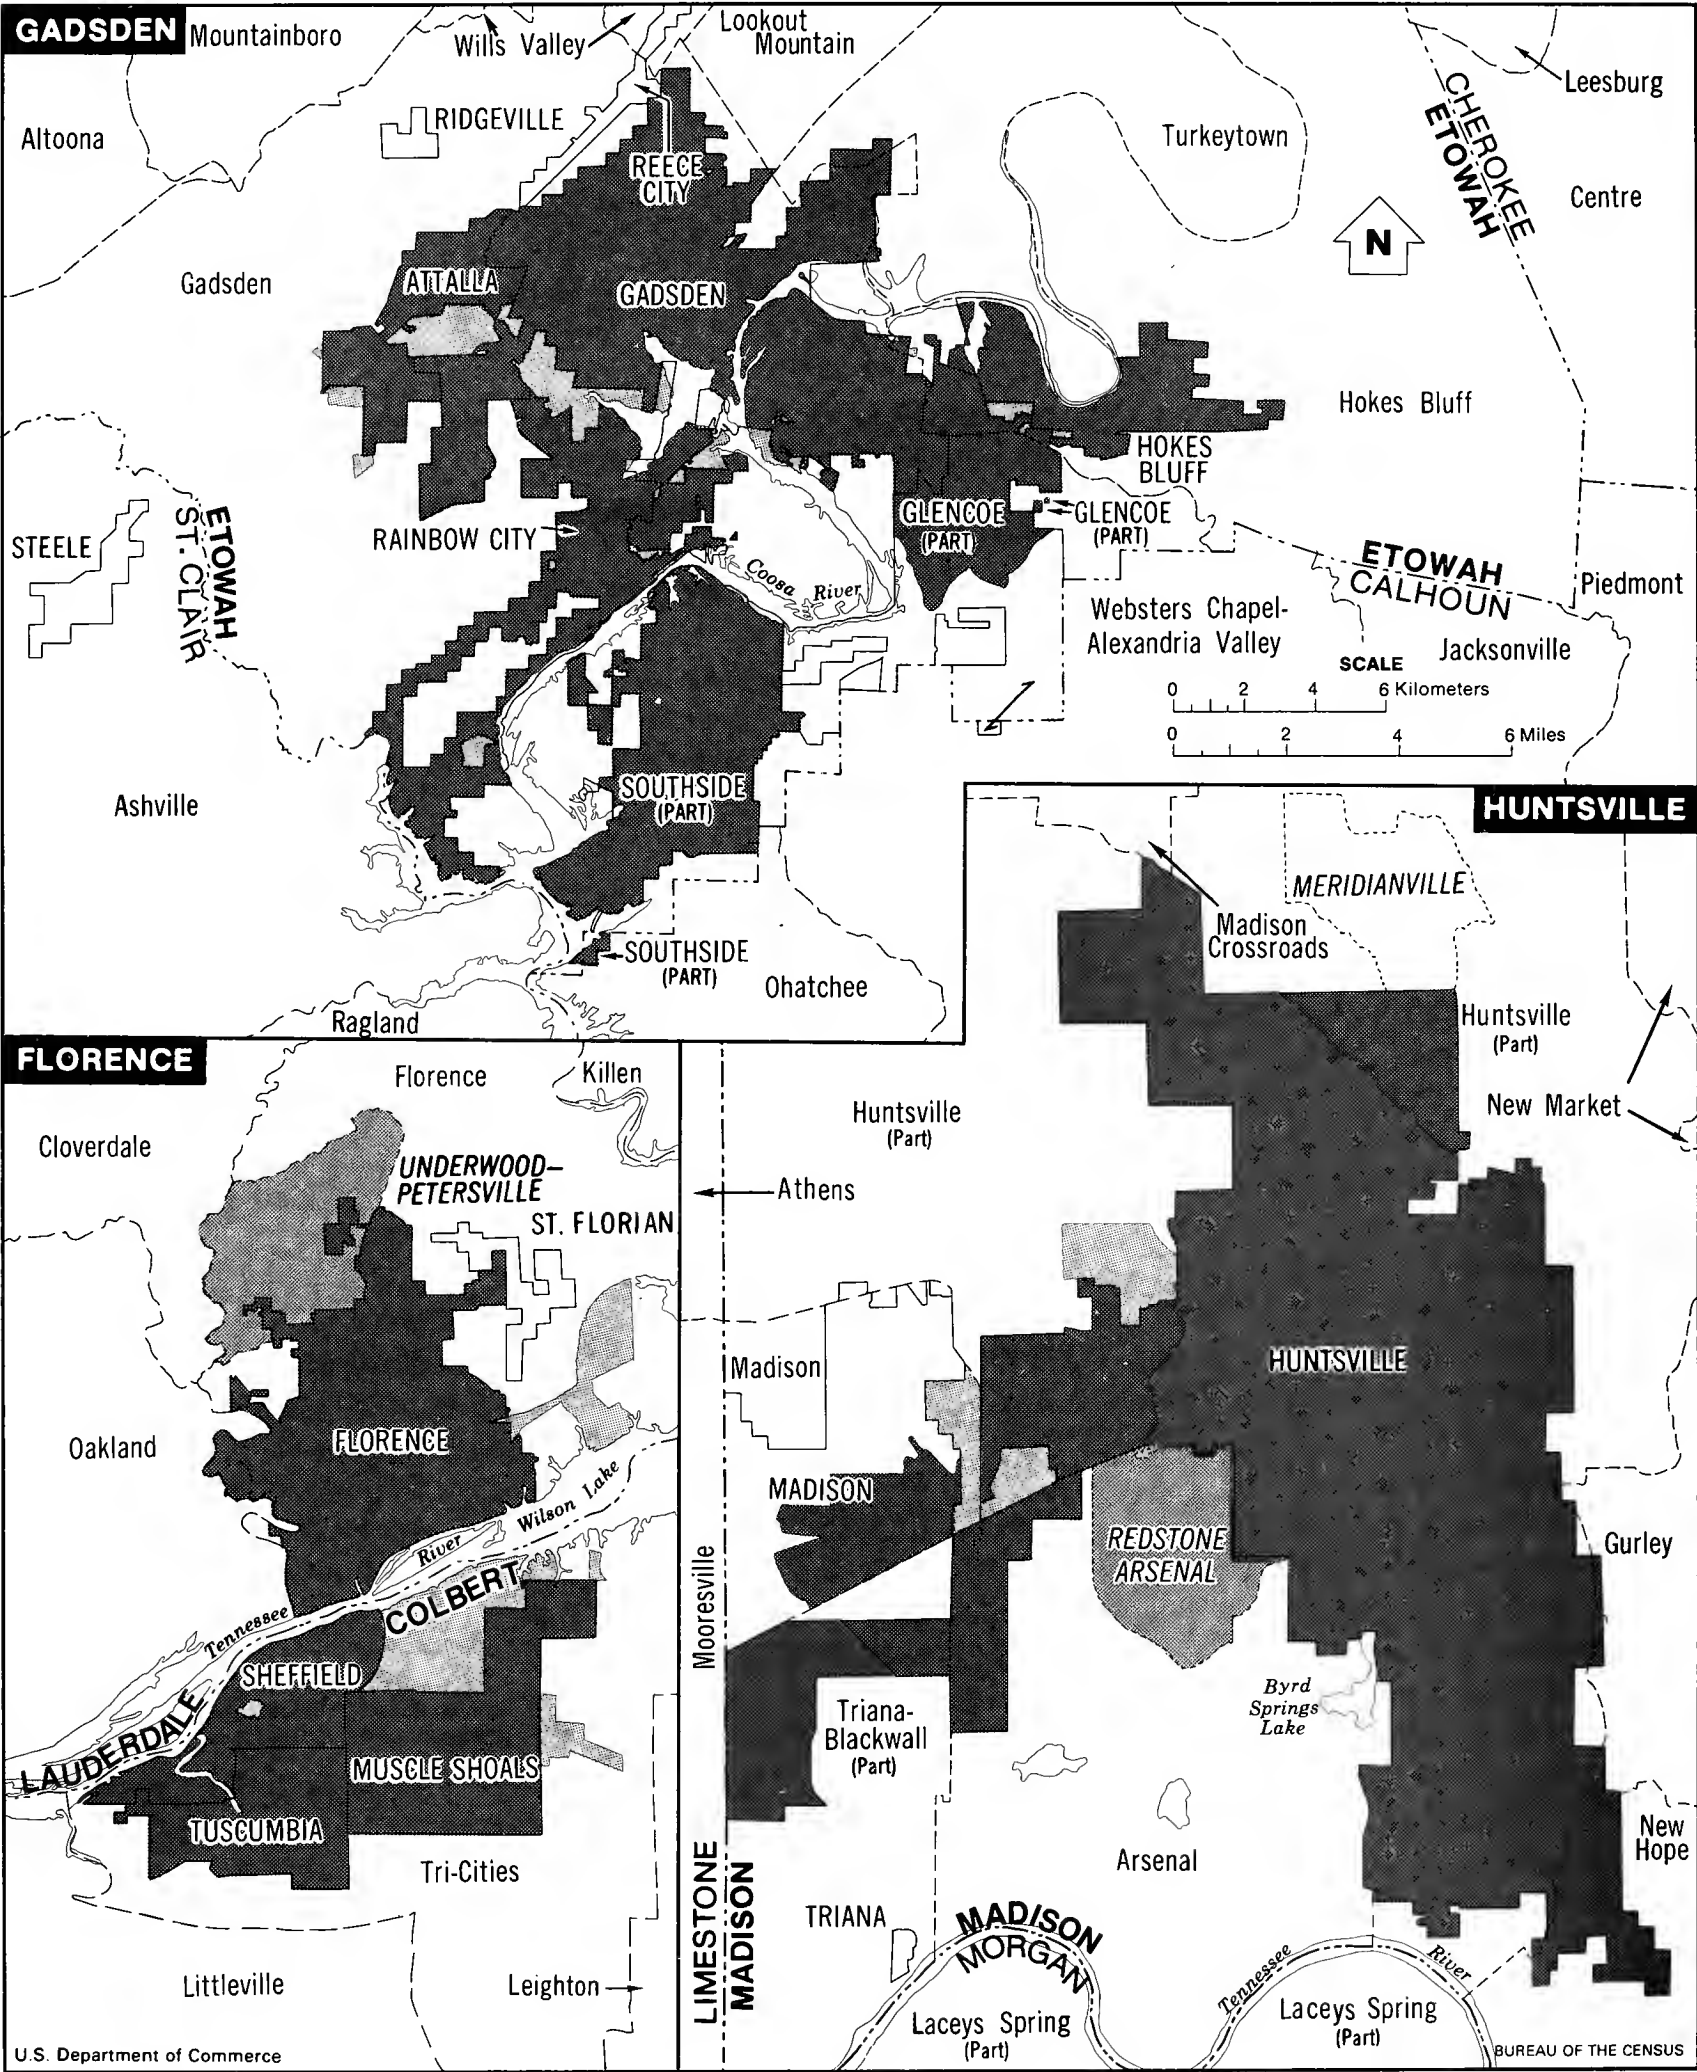 GADSDEN
Mountainboro
Wills Valley
Lookout
Mountain
Leesburg
CHEROKEE
ETOWAH
Altoona
RIDGEVILLE
Turkeytown
REECE
CITY
Centre
N
Gadsden
ATTALLA
GADSDEN
Hokes Bluff
HOKES
BLUFF
STEELE
ETOWAH
ST. CLAIR
RAINBOW CITY
GLENCOE
(PART)
GLENCOE
(PART)
ETOWAH
CALHOUN
Piedmont
Coosa River
Websters Chapel-
Alexandria Valley
Jacksonville
SCALE
0 2 4 6 Kilometers
0 2 4 6 Miles
Ashville
SOUTHSIDE
(PART)
SOUTHSIDE
(PART)
Ohatchee
Ragland
HUNTSVILLE
MERIDIANVILLE
Madison
Crossroads
Huntsville
(Part)
New Market
Huntsville
(Part)
Athens
HUNTSVILLE
Madison
MADISON
REDSTONE
ARSENAL
Gurley
Mooresville
Byrd
Springs
Lake
Triana-
Blackwall
(Part)
Arsenal
New
Hope
LIMESTONE
MADISON
TRIANA
MADISON
MORGAN
Tennessee River
Laceys Spring
(Part)
Laceys Spring
(Part)
BUREAU OF THE CENSUS
FLORENCE
Florence
Killen
Cloverdale
UNDERWOOD-
PETERSVILLE
ST. FLORIAN
Oakland
FLORENCE
Wilson Lake
River
Tennessee
COLBERT
SHEFFIELD
LAUDERDALE
MUSCLE SHOALS
TUSCUMBIA
Tri-Cities
Littleville
Leighton
U.S. Department of Commerce